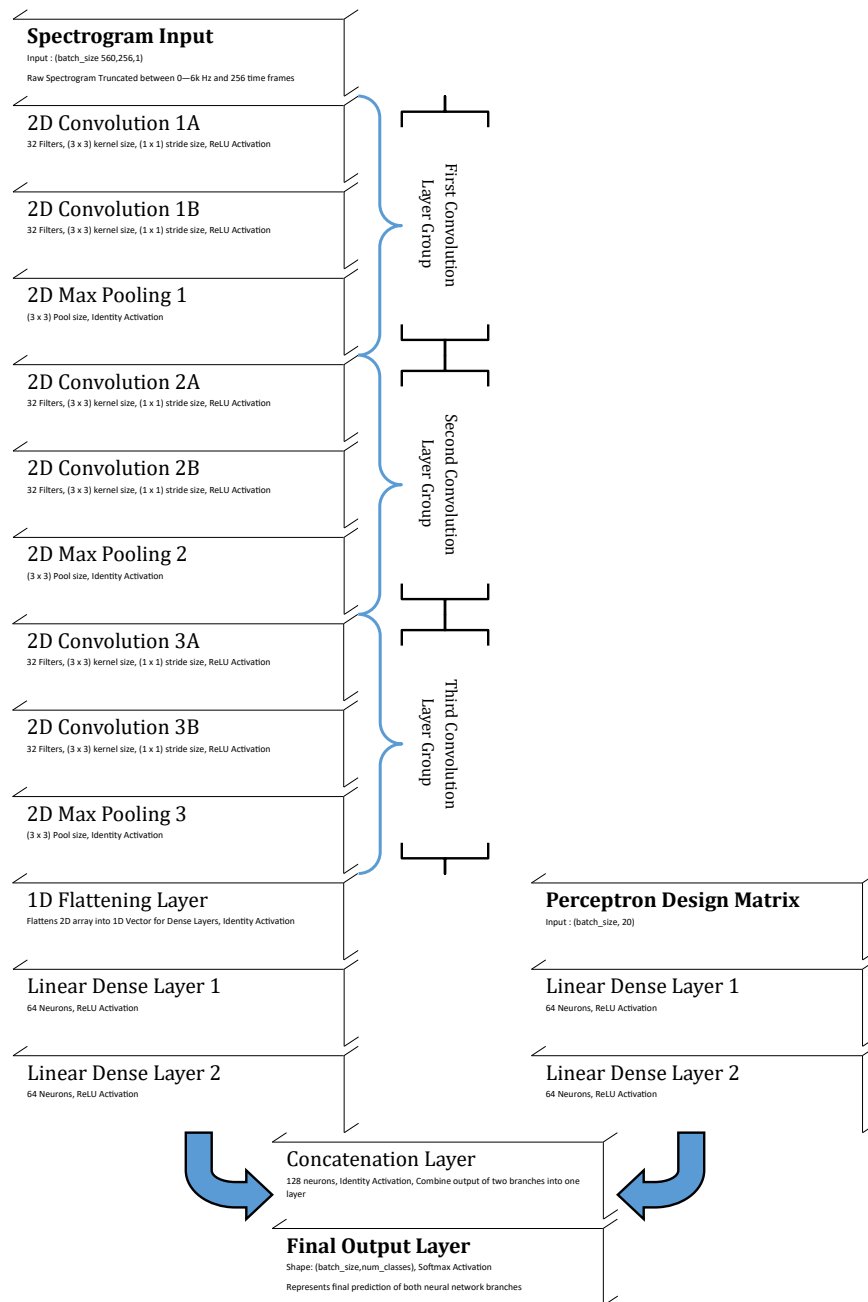 Spectrogram Input
Input : (batch_size 560,256,1)
Raw Spectrogram Truncated between 0—6k Hz and 256 time frames
2D Convolution 1A
32 Filters, (3 x 3) kernel size, (1 x 1) stride size, ReLU Activation
2D Convolution 1B
32 Filters, (3 x 3) kernel size, (1 x 1) stride size, ReLU Activation
2D Max Pooling 1
(3 x 3) Pool size, Identity Activation
First Convolution
Layer Group
2D Convolution 2A
32 Filters, (3 x 3) kernel size, (1 x 1) stride size, ReLU Activation
2D Convolution 2B
32 Filters, (3 x 3) kernel size, (1 x 1) stride size, ReLU Activation
2D Max Pooling 2
(3 x 3) Pool size, Identity Activation
Second Convolution
Layer Group
2D Convolution 3A
32 Filters, (3 x 3) kernel size, (1 x 1) stride size, ReLU Activation
2D Convolution 3B
32 Filters, (3 x 3) kernel size, (1 x 1) stride size, ReLU Activation
2D Max Pooling 3
(3 x 3) Pool size, Identity Activation
Third Convolution
Layer Group
1D Flattening Layer
Flattens 2D array into 1D Vector for Dense Layers, Identity Activation
Linear Dense Layer 1
64 Neurons, ReLU Activation
Linear Dense Layer 2
64 Neurons, ReLU Activation
Perceptron Design Matrix
Input : (batch_size, 20)
Linear Dense Layer 1
64 Neurons, ReLU Activation
Linear Dense Layer 2
64 Neurons, ReLU Activation
Concatenation Layer
128 neurons, Identity Activation, Combine output of two branches into one
layer
Final Output Layer
Shape: (batch_size,num_classes), Softmax Activation
Represents final prediction of both neural network branches